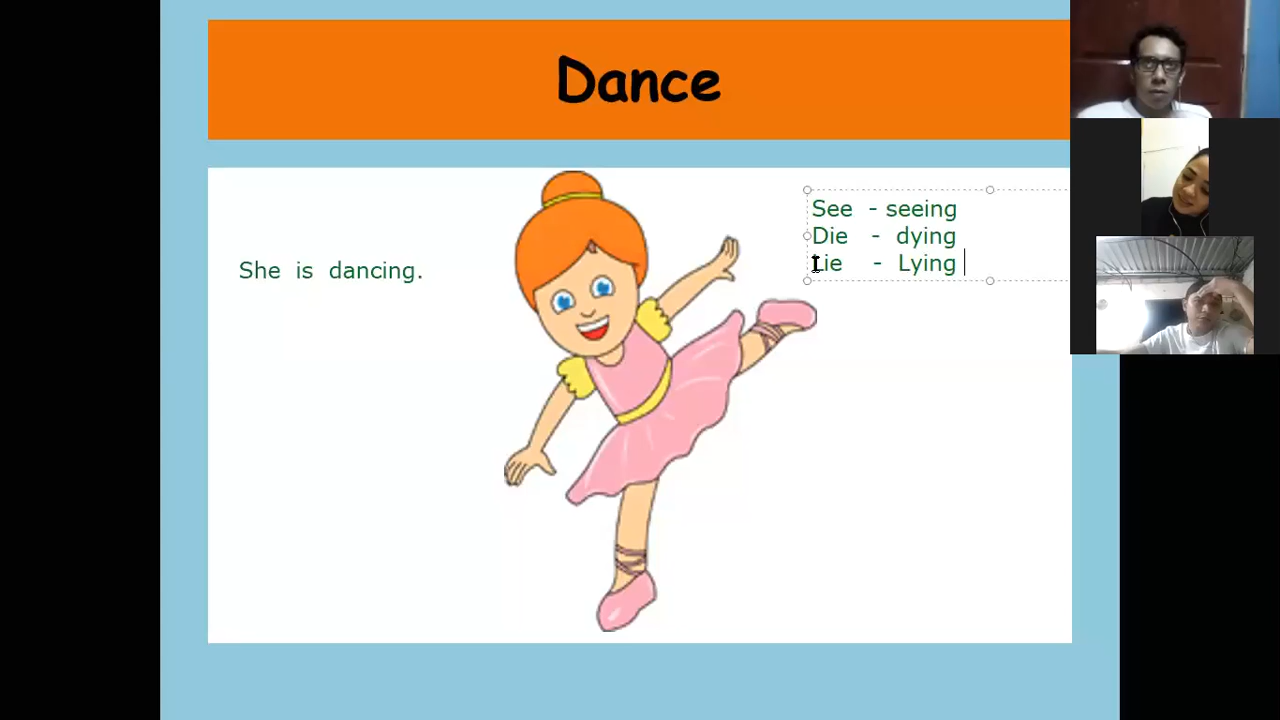 Dance
She is dancing.
See - seeing
Die - dying
Lie - Lying